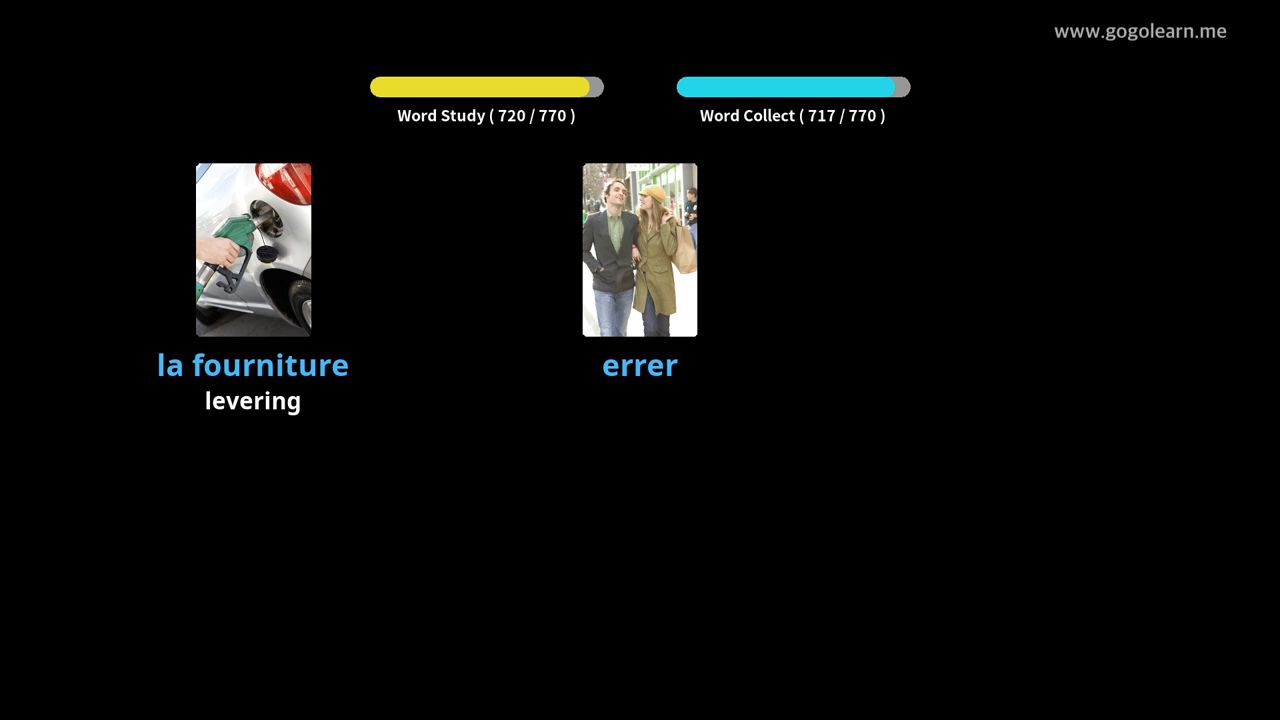 www.gogolearn.me
Word Study ( 720 / 770 )
Word Collect ( 717 / 770 )
la fourniture
levering
errer